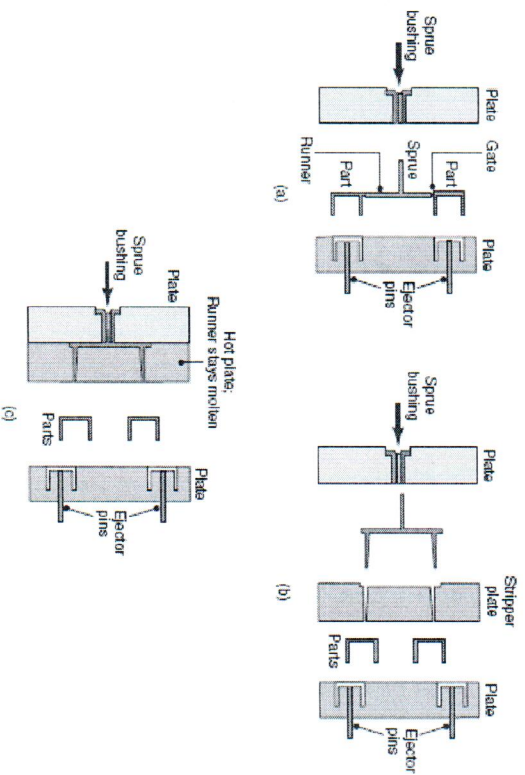 Sprue
bushing
Plate
Gate
Part
Sprue
Part
Runner
Plate
Ejector
pins
(a)
Sprue
bushing
Plate
Stripper
plate
Parts
Plate
Ejector
pins
(b)
Sprue
bushing
Plate
Hot plate;
Runner stays molten
Parts
Plate
Ejector
pins
(c)